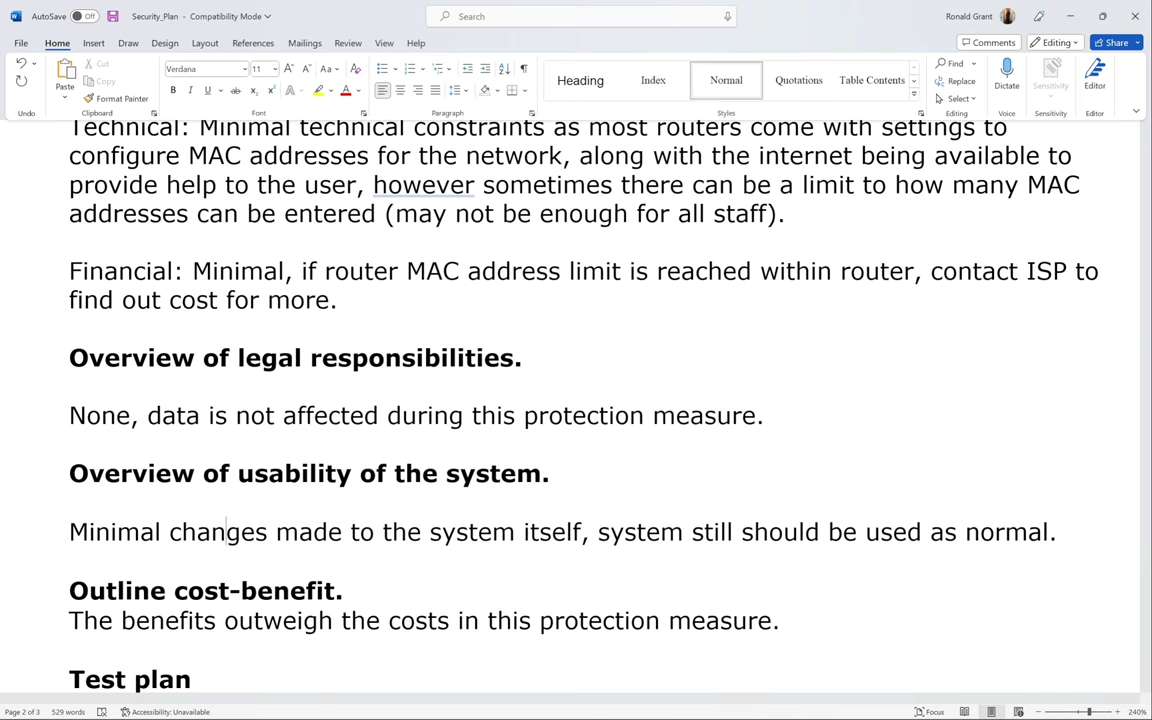 AutoSave Off Security_Plan - Compatibility Mode Search Ronald Grant
File Home Insert Draw Design Layout References Mailings Review View Help Comments Editing Share
Paste Cut Copy Format Painter Verdana 11 Heading Index Normal Quotations Table Contents Find Replace Select Dictate Sensitivity Editor
Undo Clipboard Font Paragraph Styles Editing Voice Sensitivity Editor
Technical: Minimal technical constraints as most routers come with settings to
configure MAC addresses for the network, along with the internet being available to
provide help to the user, however sometimes there can be a limit to how many MAC
addresses can be entered (may not be enough for all staff).
Financial: Minimal, if router MAC address limit is reached within router, contact ISP to
find out cost for more.
Overview of legal responsibilities.
None, data is not affected during this protection measure.
Overview of usability of the system.
Minimal changes made to the system itself, system still should be used as normal.
Outline cost-benefit.
The benefits outweigh the costs in this protection measure.
Test plan
Page 2 of 3 529 words Accessibility: Unavailable Focus 240%